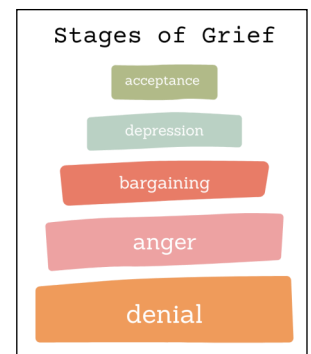 Stages of Grief
acceptance
depression
bargaining
anger
denial